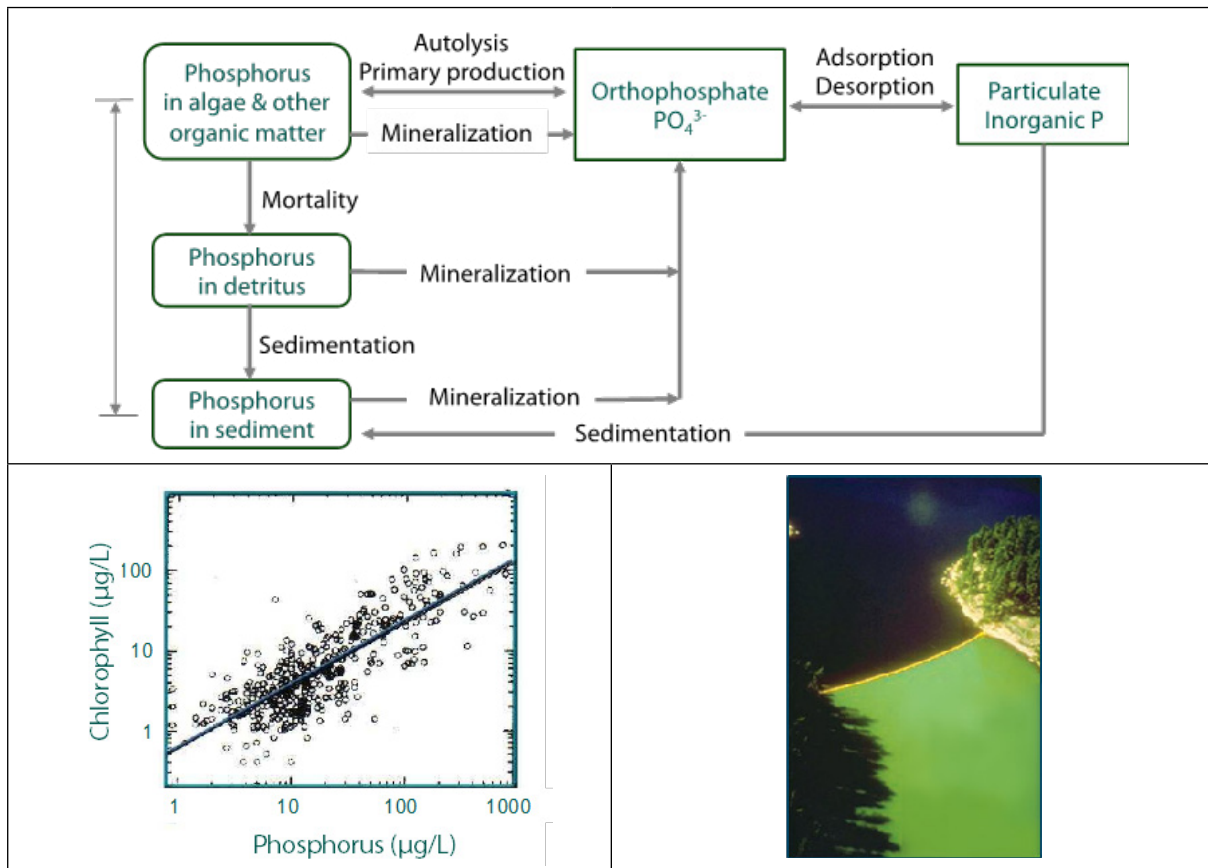 Phosphorus
in algae & other
organic matter
Autolysis
Primary production
Mineralization
Orthophosphate
PO₄³⁻
Adsorption
Desorption
Particulate
Inorganic P
Mortality
Phosphorus
in detritus
Mineralization
Sedimentation
Phosphorus
in sediment
Mineralization
Sedimentation
Chlorophyll (µg/L)
100
10
1
1
10
100
1000
Phosphorus (µg/L)